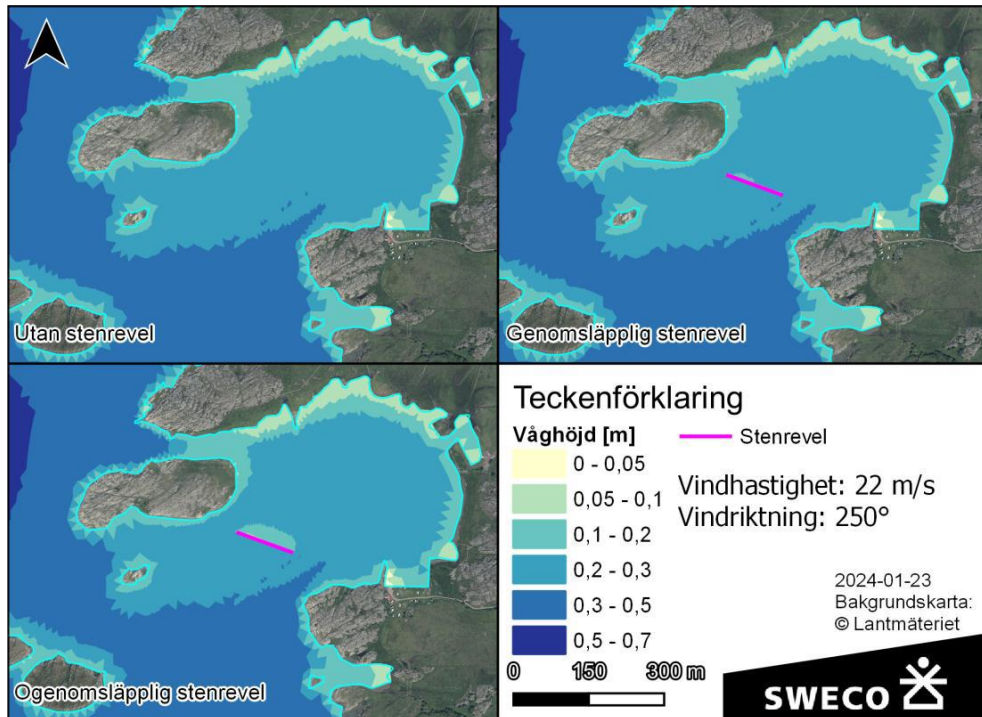 Utan stenrevel
Genomsläpplig stenrevel
Ogenomsläpplig stenrevel
Teckenförklaring
Våghöjd [m]
0 - 0,05
0,05 - 0,1
0,1 - 0,2
0,2 - 0,3
0,3 - 0,5
0,5 - 0,7
Stenrevel
Vindhastighet: 22 m/s
Vindriktning: 250°
2024-01-23
Bakgrundskarta:
© Lantmäteriet
0 150 300 m
SWECO